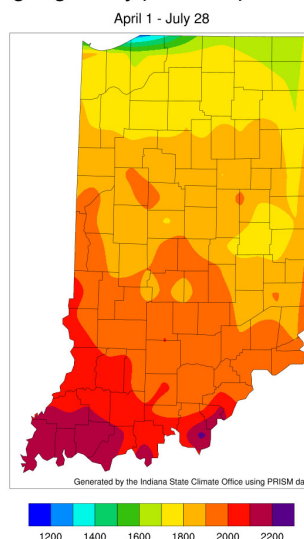 April 1 - July 28
Generated by the Indiana State Climate Office using PRISM da
1200 1400 1600 1800 2000 2200